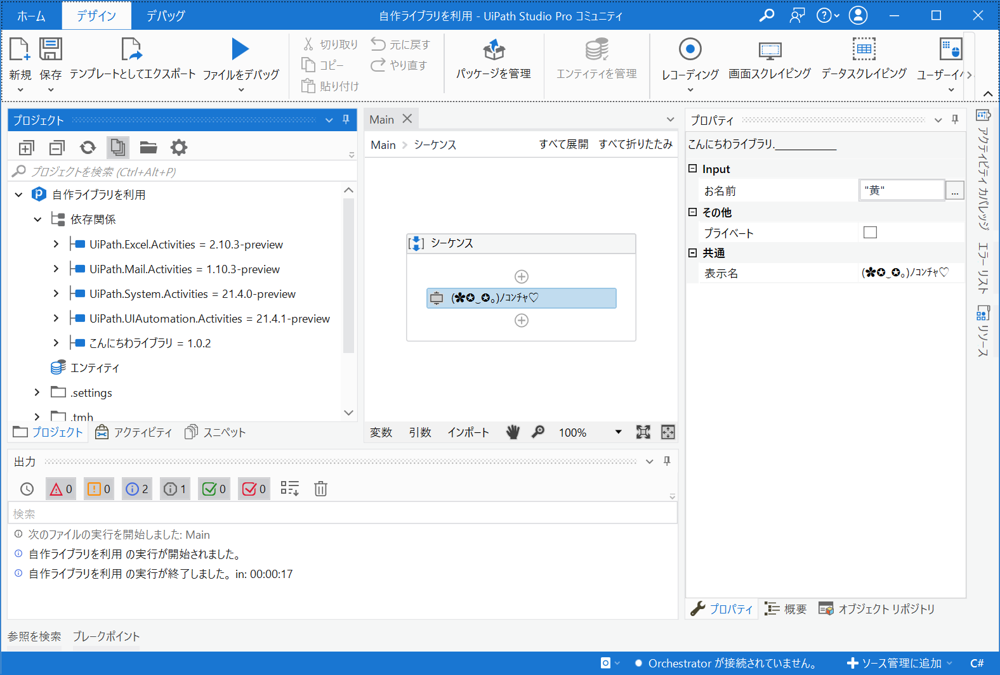 ホーム デザイン デバッグ 自作ライブラリを利用 - UiPath Studio Pro コミュニティ
新規 保存 テンプレートとしてエクスポート ファイルをデバッグ
切り取り 元に戻す
コピー やり直す
貼り付け
パッケージを管理 エンティティを管理 レコーディング 画面スクレイピング データスクレイピング ユーザーイベ
プロジェクト
プロジェクトを検索 (Ctrl+Alt+P)
自作ライブラリを利用
依存関係
UiPath.Excel.Activities = 2.10.3-preview
UiPath.Mail.Activities = 1.10.3-preview
UiPath.System.Activities = 21.4.0-preview
UiPath.UIAutomation.Activities = 21.4.1-preview
こんにちわライブラリ = 1.0.2
エンティティ
.settings
.tmh
プロジェクト アクティビティ スニペット
Main
Main > シーケンス すべて展開 すべて折りたたみ
シーケンス
(✽✪‿✪｡)ﾉｺﾝﾁｬ♡
変数 引数 インポート 100%
プロパティ
こんにちわライブラリ.____________
Input
お名前 "黄" ...
その他
プライベート
共通
表示名 (✽✪‿✪｡)ﾉｺﾝﾁｬ♡
プロパティ 概要 オブジェクト リポジトリ
アクティビティ カバレッジ
エラー リスト
リソース
出力
0 0 2 1 0 0
検索
次のファイルの実行を開始しました: Main
自作ライブラリを利用 の実行が開始されました。
自作ライブラリを利用 の実行が終了しました。in: 00:00:17
参照を検索 ブレークポイント
Orchestrator が接続されていません。 ソース管理に追加 C#